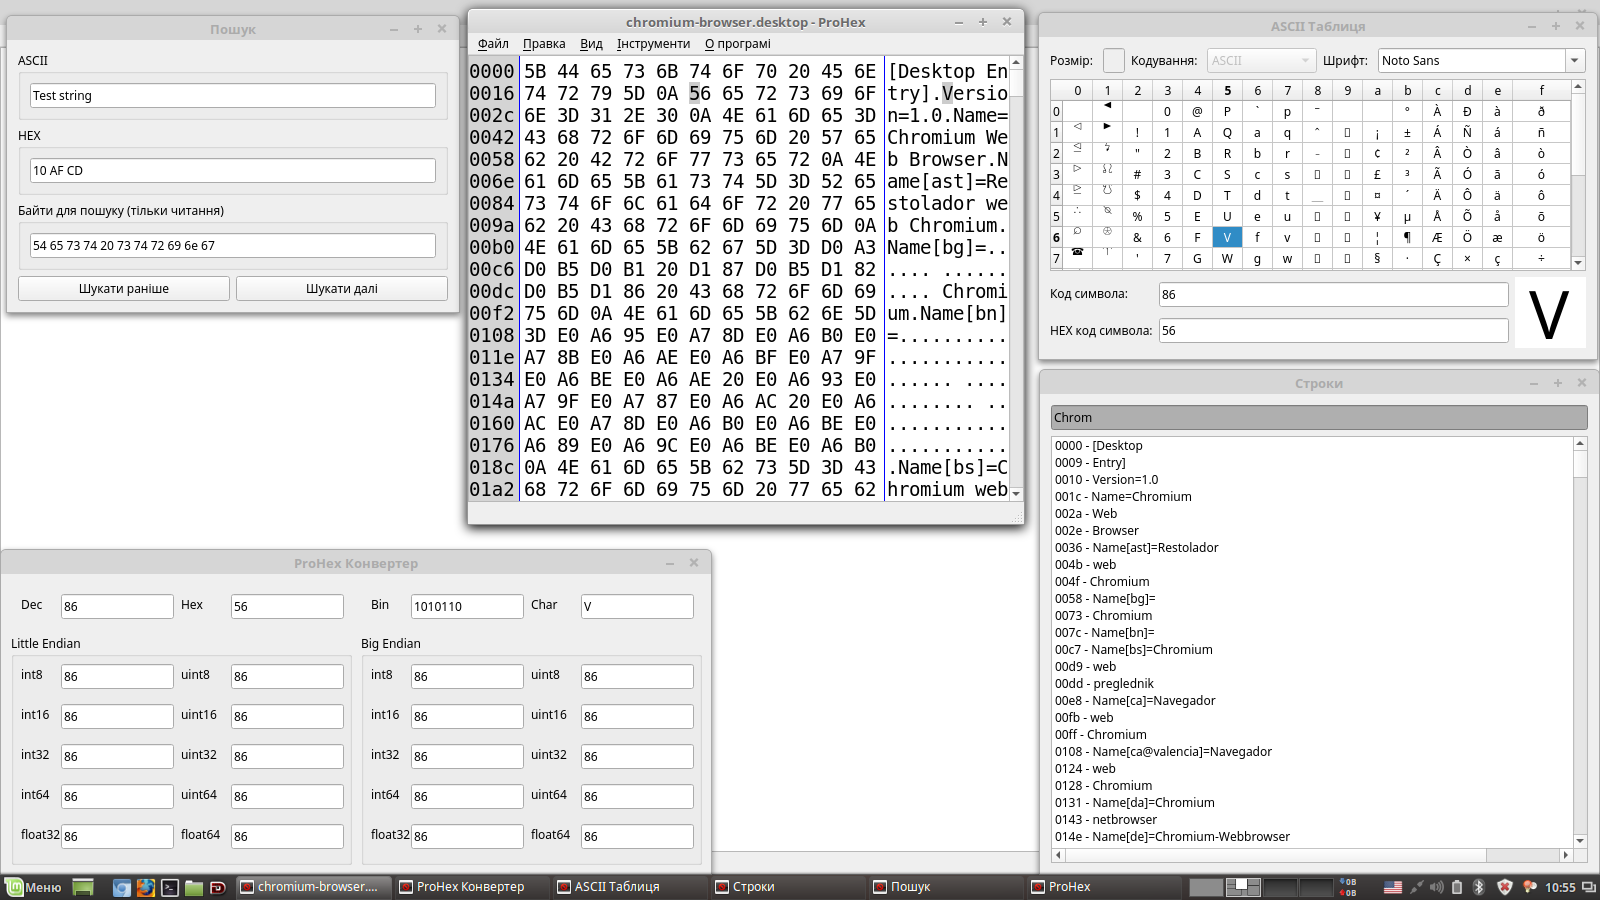 Пошук
ASCII
Test string
HEX
10 AF CD
Байти для пошуку (тільки читання)
54 65 73 74 20 73 74 72 69 6e 67
Шукати раніше
Шукати далі
chromium-browser.desktop - ProHex
Файл Правка Вид Інструменти О програмі
0000 5B 44 65 73 6B 74 6F 70 20 45 6E [Desktop En
0016 74 72 79 5D 0A 56 65 72 73 69 6F try].Versio
002c 6E 3D 31 2E 30 0A 4E 61 6D 65 3D n=1.0.Name=
0042 43 68 72 6F 6D 69 75 6D 20 57 65 Chromium We
0058 62 20 42 72 6F 77 73 65 72 0A 4E b Browser.N
006e 61 6D 65 5B 61 73 74 5D 3D 52 65 ame[ast]=Re
0084 73 74 6F 6C 61 64 6F 72 20 77 65 stolador we
009a 62 20 43 68 72 6F 6D 69 75 6D 0A b Chromium.
00b0 4E 61 6D 65 5B 62 67 5D 3D D0 A3 Name[bg]=..
00c6 D0 B5 D0 B1 20 D1 87 D0 B5 D1 82 .... ......
00dc D0 B5 D1 86 20 43 68 72 6F 6D 69 .... Chromi
00f2 75 6D 0A 4E 61 6D 65 5B 62 6E 5D um.Name[bn]
0108 3D E0 A6 95 E0 A7 8D E0 A6 B0 E0 =..........
011e A7 8B E0 A6 AE E0 A6 BF E0 A7 9F ...........
0134 E0 A6 BE E0 A6 AE 20 E0 A6 93 E0 ...... ....
014a A7 9F E0 A7 87 E0 A6 AC 20 E0 A6 ........ ..
0160 AC E0 A7 8D E0 A6 B0 E0 A6 BE E0 ...........
0176 A6 89 E0 A6 9C E0 A6 BE E0 A6 B0 ...........
018c 0A 4E 61 6D 65 5B 62 73 5D 3D 43 .Name[bs]=C
01a2 68 72 6F 6D 69 75 6D 20 77 65 62 hromium web
ASCII Таблиця
Розмір: Кодування: ASCII Шрифт: Noto Sans
0 1 2 3 4 5 6 7 8 9 a b c d e f
0 0 @ P ` p ° À Ð à ð
1 ! 1 A Q a q ¡ ± Á Ñ á ñ
2 " 2 B R b r ¢ ² Â Ò â ò
3 # 3 C S c s £ ³ Ã Ó ã ó
4 $ 4 D T d t ¤ ´ Ä Ô ä ô
5 % 5 E U e u ¥ µ Å Õ å õ
6 & 6 F V f v ¦ ¶ Æ Ö æ ö
7 ' 7 G W g w § · Ç × ç ÷
Код символа: 86
HEX код символа: 56
V
Строки
Chrom
0000 - [Desktop
0009 - Entry]
0010 - Version=1.0
001c - Name=Chromium
002a - Web
002e - Browser
0036 - Name[ast]=Restolador
004b - web
004f - Chromium
0058 - Name[bg]=
0073 - Chromium
007c - Name[bn]=
00c7 - Name[bs]=Chromium
00d9 - web
00dd - preglednik
00e8 - Name[ca]=Navegador
00fb - web
00ff - Chromium
0108 - Name[ca@valencia]=Navegador
0124 - web
0128 - Chromium
0131 - Name[da]=Chromium
0143 - netbrowser
014e - Name[de]=Chromium-Webbrowser
ProHex Конвертер
Dec 86 Hex 56 Bin 1010110 Char V
Little Endian Big Endian
int8 86 uint8 86 int8 86 uint8 86
int16 86 uint16 86 int16 86 uint16 86
int32 86 uint32 86 int32 86 uint32 86
int64 86 uint64 86 int64 86 uint64 86
float32 86 float64 86 float32 86 float64 86
Меню chromium-browser.... ProHex Конвертер ASCII Таблиця Строки Пошук ProHex 0B 0B 10:55